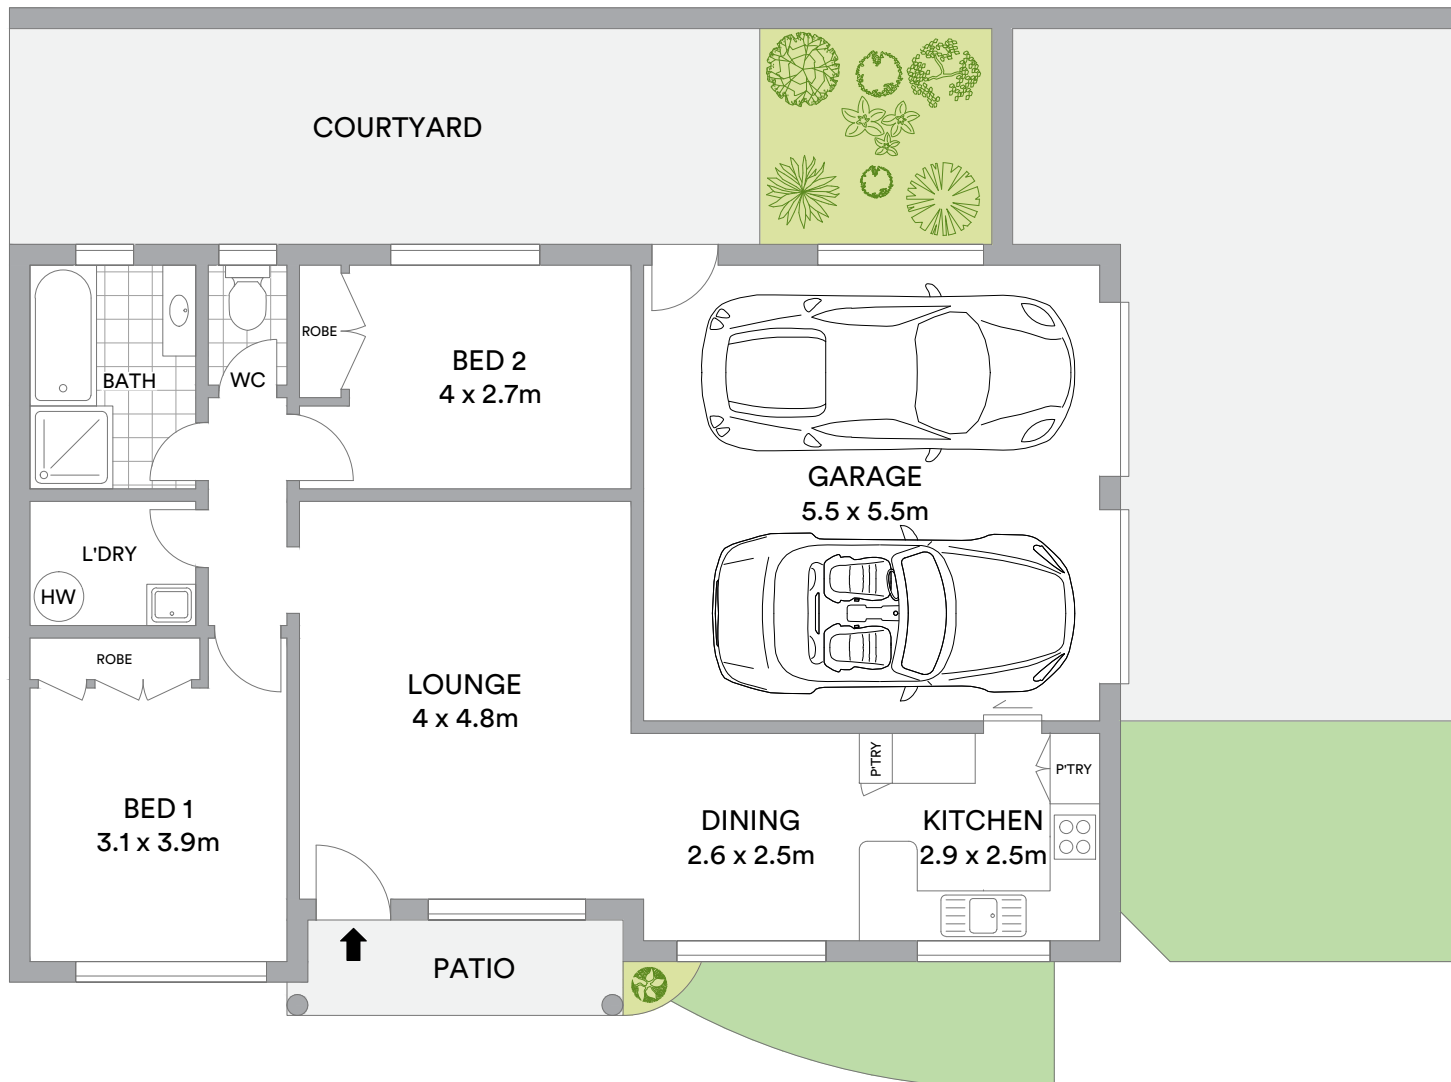 COURTYARD
ROBE
BED 2
4 x 2.7m
BATH
WC
GARAGE
5.5 x 5.5m
L'DRY
HW
ROBE
LOUNGE
4 x 4.8m
P'TRY
P'TRY
BED 1
3.1 x 3.9m
DINING
2.6 x 2.5m
KITCHEN
2.9 x 2.5m
PATIO